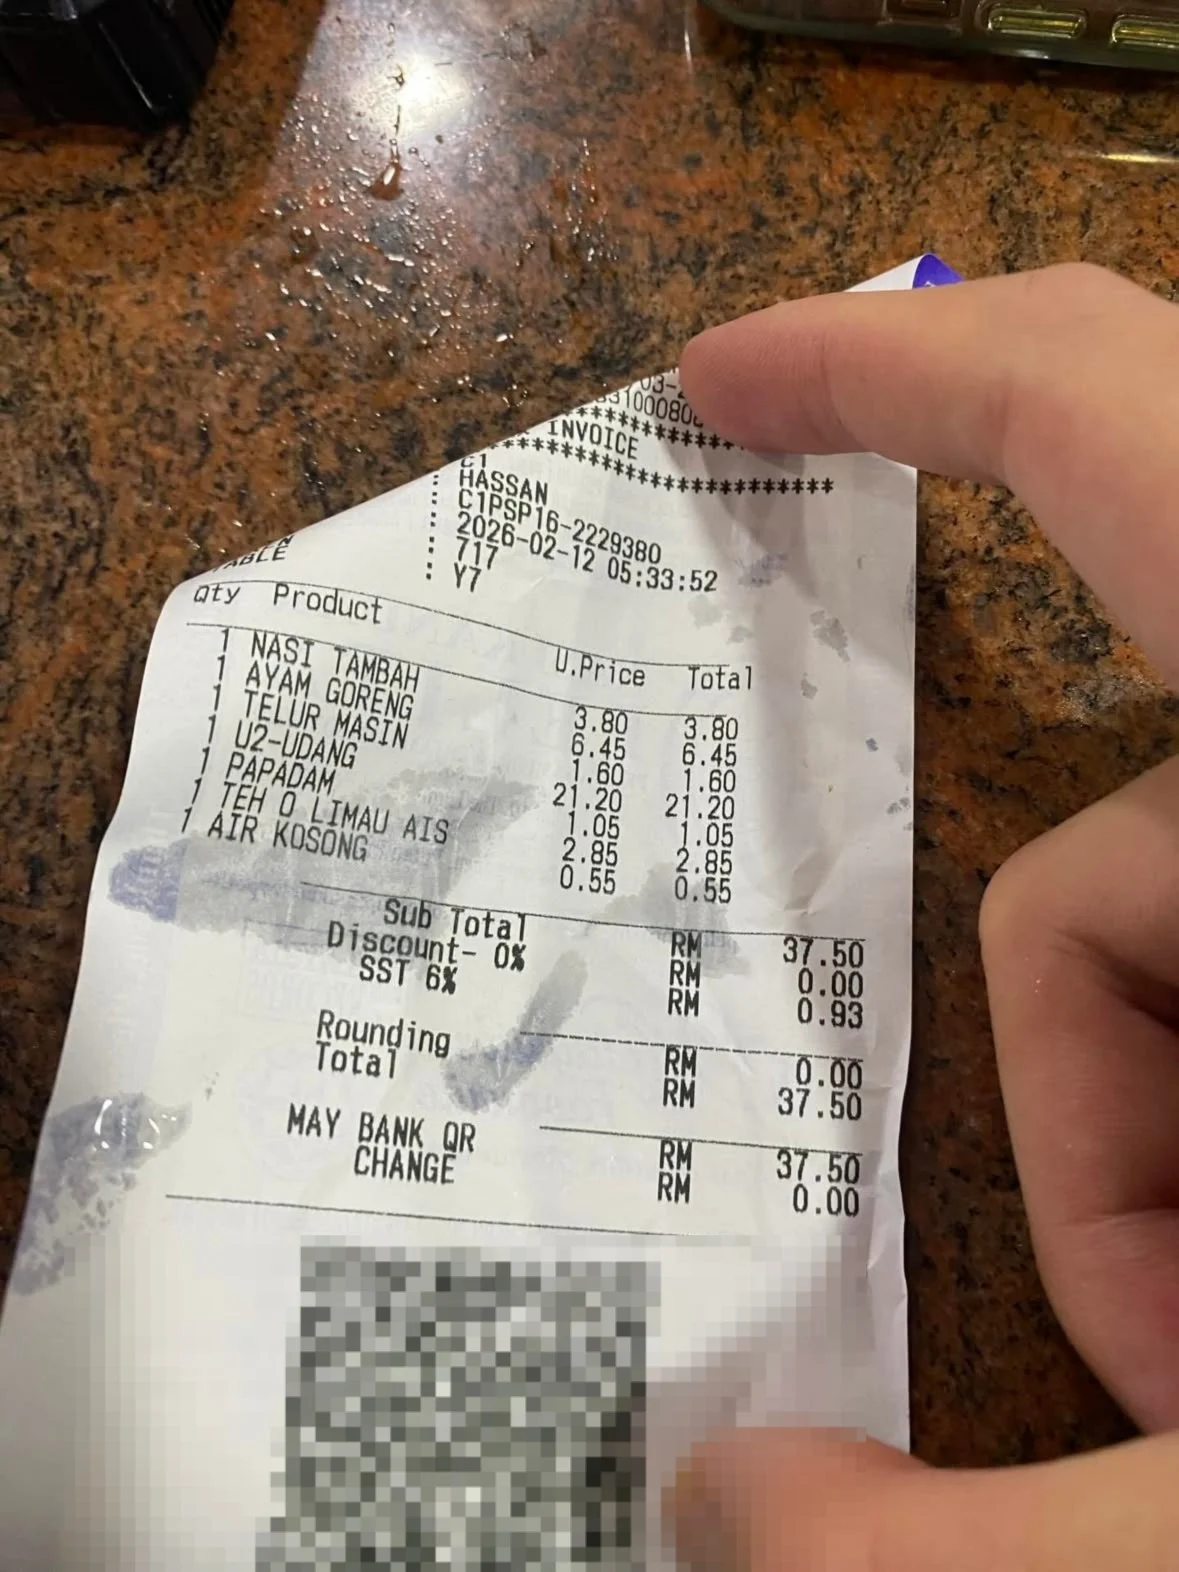 INVOICE
C1
: HASSAN
: C1PSP16-2229380
: 2026-02-12 05:33:52
: 717
TABLE : Y7
Qty Product U.Price Total
1 NASI TAMBAH 3.80 3.80
1 AYAM GORENG 6.45 6.45
1 TELUR MASIN 1.60 1.60
1 U2-UDANG 21.20 21.20
1 PAPADAM 1.05 1.05
1 TEH O LIMAU AIS 2.85 2.85
1 AIR KOSONG 0.55 0.55
Sub Total RM 37.50
Discount- 0% RM 0.00
SST 6% RM 0.93
Rounding RM 0.00
Total RM 37.50
MAY BANK QR RM 37.50
CHANGE RM 0.00